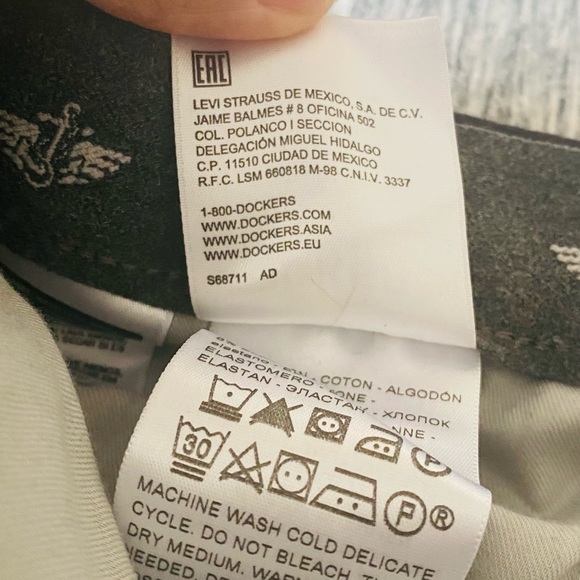 EAC
LEVI STRAUSS DE MEXICO, S.A. DE C.V.
JAIME BALMES # 8 OFICINA 502
COL. POLANCO I SECCION
DELEGACIÓN MIGUEL HIDALGO
C.P. 11510 CIUDAD DE MEXICO
R.F.C. LSM 660818 M-98 C.N.I.V. 3337
1-800-DOCKERS
WWW.DOCKERS.COM
WWW.DOCKERS.ASIA
WWW.DOCKERS.EU
S68711 AD
COTON - ALGODÓN
ELASTOMERO
ELASTAN - ЭЛАСТАН - ХЛОПОК
P
30 P ®
MACHINE WASH COLD DELICATE
CYCLE. DO NOT BLEACH.
DRY MEDIUM.
NEEDED.